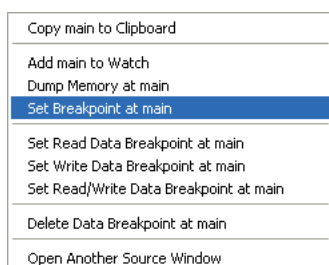 Copy main to Clipboard
Add main to Watch
Dump Memory at main
Set Breakpoint at main
Set Read Data Breakpoint at main
Set Write Data Breakpoint at main
Set Read/Write Data Breakpoint at main
Delete Data Breakpoint at main
Open Another Source Window